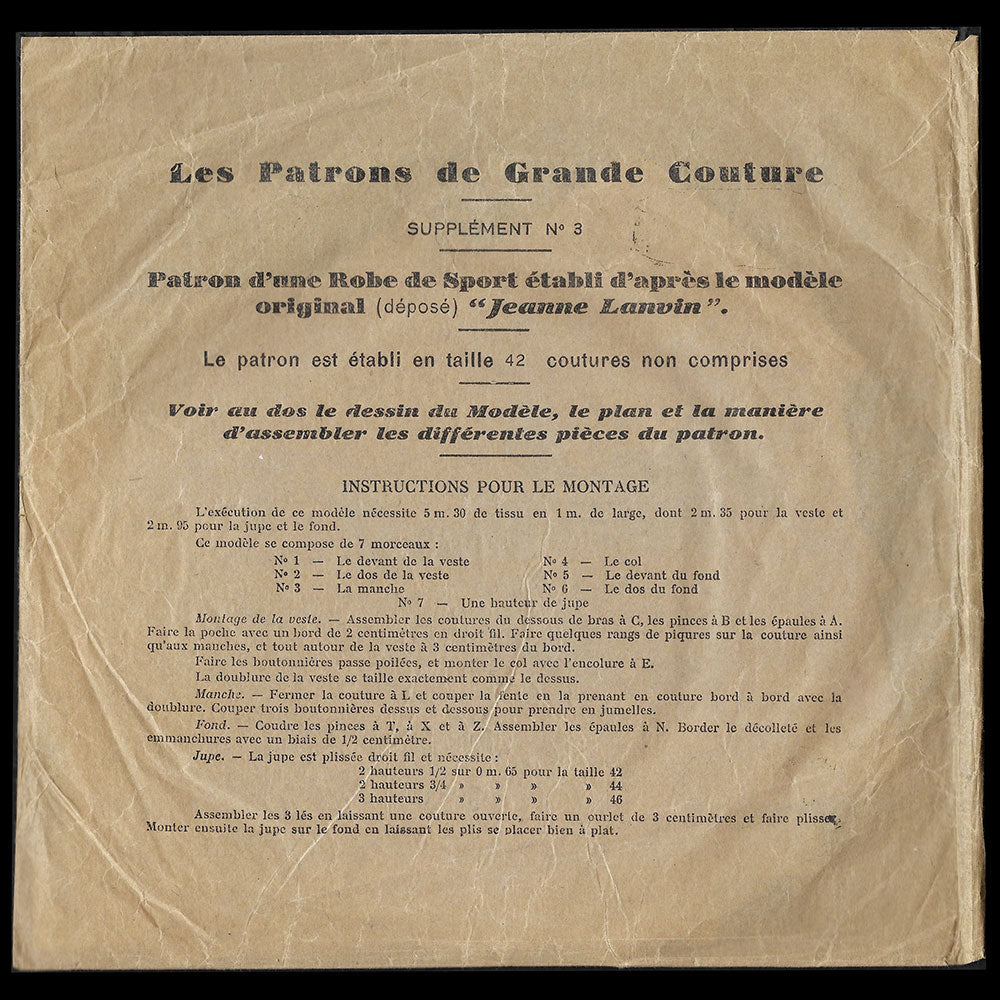 Les Patrons de Grande Couture
SUPPLÉMENT Nº 3
Patron d'une Robe de Sport établi d'après le modèle
original (déposé) “Jeanne Lanvin”.
Le patron est établi en taille 42 coutures non comprises
Voir au dos le dessin du Modèle, le plan et la manière
d'assembler les différentes pièces du patron.
INSTRUCTIONS POUR LE MONTAGE
L'exécution de ce modèle nécessite 5 m. 30 de tissu en 1 m. de large, dont 2 m. 35 pour la veste et
2 m. 95 pour la jupe et le fond.
Ce modèle se compose de 7 morceaux :
Nº 1 — Le devant de la veste Nº 4 — Le col
Nº 2 — Le dos de la veste Nº 5 — Le devant du fond
Nº 3 — La manche Nº 6 — Le dos du fond
Nº 7 — Une hauteur de jupe
Montage de la veste. — Assembler les coutures du dessous de bras à C, les pinces à B et les épaules à A.
Faire la poche avec un bord de 2 centimètres en droit fil. Faire quelques rangs de piqures sur la couture ainsi
qu'aux manches, et tout autour de la veste à 3 centimètres du bord.
Faire les boutonnières passe poilées, et monter le col avec l'encolure à E.
La doublure de la veste se taille exactement comme le dessus.
Manche. — Fermer la couture à L et couper la fente en la prenant en couture bord à bord avec la
doublure. Couper trois boutonnières dessus et dessous pour prendre en jumelles.
Fond. — Coudre les pinces à T, à X et à Z. Assembler les épaules à N. Border le décolleté et les
emmanchures avec un biais de 1/2 centimètre.
Jupe. — La jupe est plissée droit fil et nécessite :
2 hauteurs 1/2 sur 0 m. 65 pour la taille 42
2 hauteurs 3/4 » » » » 44
3 hauteurs » » » » 46
Assembler les 3 lés en laissant une couture ouverte, faire un ourlet de 3 centimètres et faire plisser.
Monter ensuite la jupe sur le fond en laissant les plis se placer bien à plat.